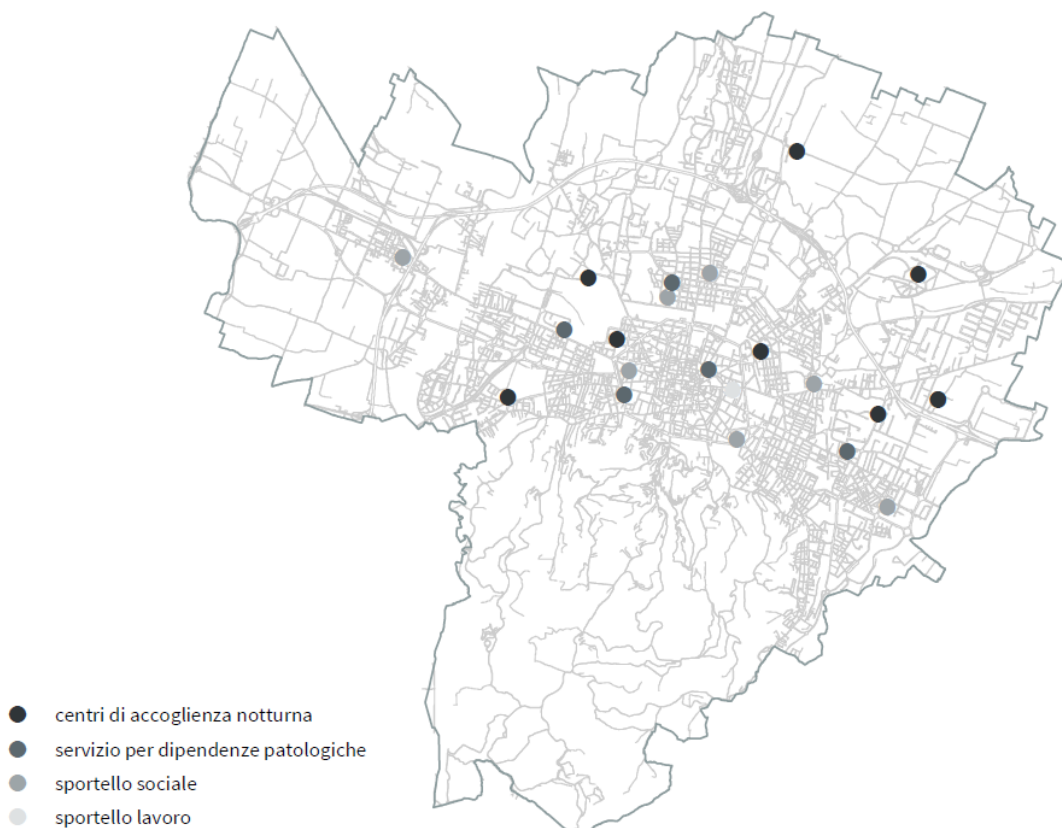 centri di accoglienza notturna
servizio per dipendenze patologiche
sportello sociale
sportello lavoro